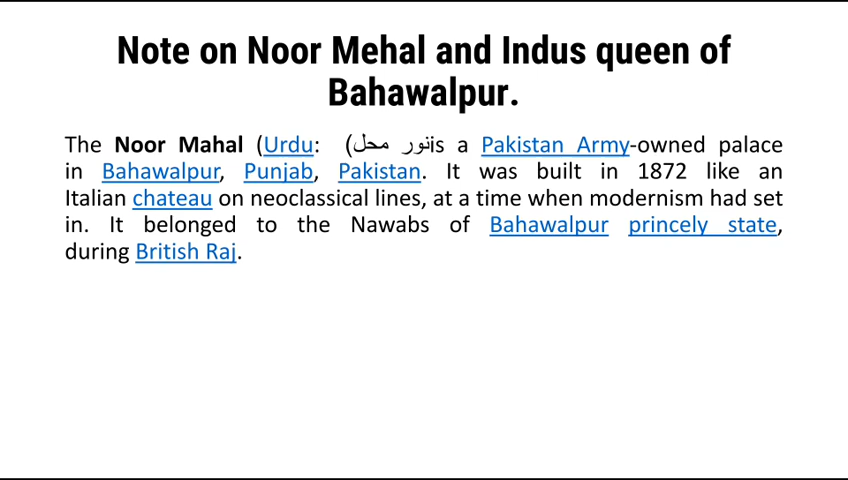 Note on Noor Mehal and Indus queen of
Bahawalpur.
The Noor Mahal (Urdu: (نور محلis a Pakistan Army-owned palace
in Bahawalpur, Punjab, Pakistan. It was built in 1872 like an
Italian chateau on neoclassical lines, at a time when modernism had set
in. It belonged to the Nawabs of Bahawalpur princely state,
during British Raj.